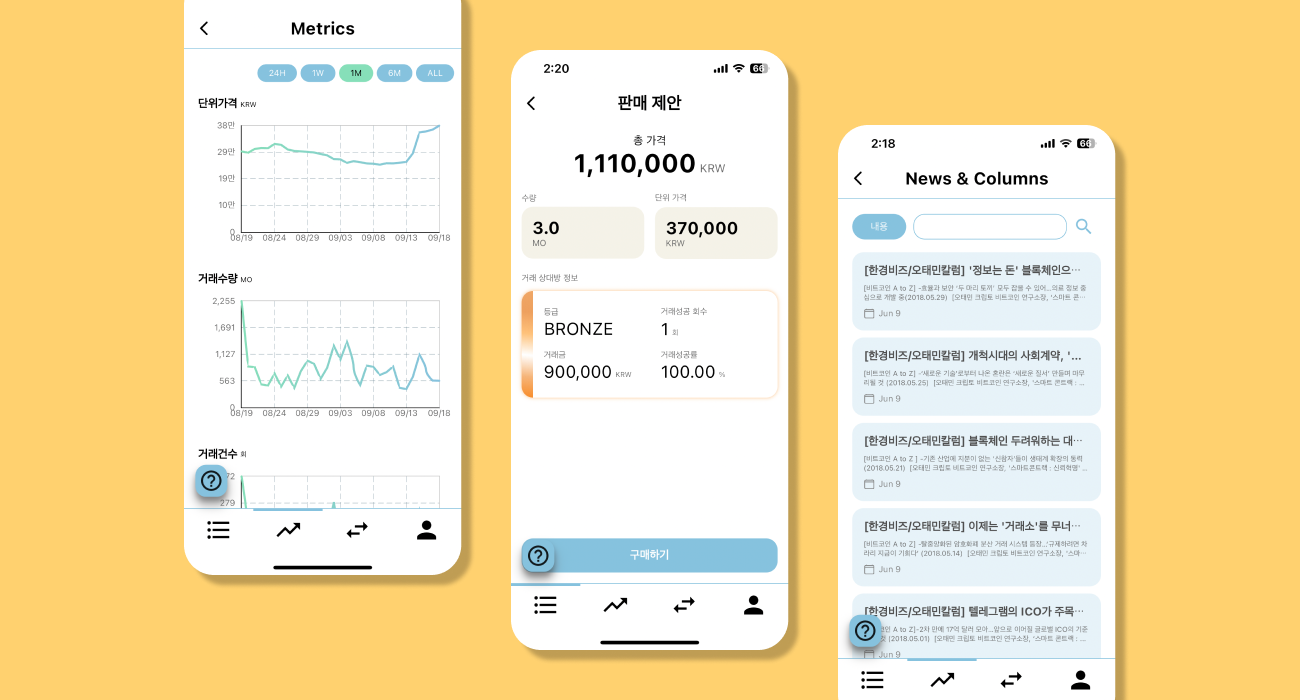 Metrics
24H 1W 1M 6M ALL
단위가격 KRW
38만
29만
19만
10만
0
08/19 08/24 08/29 09/03 09/08 09/13 09/18
거래수량 MO
2,255
1,691
1,127
563
0
08/19 08/24 08/29 09/03 09/08 09/13 09/18
거래건수 회
279
2:20
66
판매 제안
총 가격
1,110,000 KRW
수량 단위 가격
3.0 370,000
MO KRW
거래 상대방 정보
등급 거래성공 회수
BRONZE 1 회
거래금 거래성공률
900,000 KRW 100.00 %
구매하기
2:18
66
News & Columns
내용
[한경비즈/오태민칼럼] '정보는 돈' 블록체인으…
[비트코인 A to Z] -효율과 보안 '두 마리 토끼' 모두 잡을 수 있어…의료 정보 중
심으로 개발 중(2018.05.29) [오태민 크립토 비트코인 연구소장, '스마트 콘…
Jun 9
[한경비즈/오태민칼럼] 개척시대의 사회계약, '…
[비트코인 A to Z] -'새로운 기술'로부터 나온 혼란은 '새로운 질서' 만들며 마무
리될 것 (2018.05.25) [오태민 크립토 비트코인 연구소장, '스마트 콘트랙 : …
Jun 9
[한경비즈/오태민칼럼] 블록체인 두려워하는 대…
[비트코인 A to Z ] -기존 산업에 지분이 없는 '신참자'들이 생태계 확장의 동력
(2018.05.21) [오태민 크립토 비트코인 연구소장, '스마트콘트랙 : 신뢰혁명' …
Jun 9
[한경비즈/오태민칼럼] 이제는 '거래소'를 무너…
[비트코인 A to Z] -탈중앙화된 암호화폐 분산 거래 시스템 등장…'규제하려면 차
라리 지금이 기회다' (2018.05.14) [오태민 크립토 비트코인 연구소장, '스마…
Jun 9
[한경비즈/오태민칼럼] 텔레그램의 ICO가 주목…
인 A to Z]-2차 판매 17억 달러 모아…앞으로 이어질 글로벌 ICO의 기준
(2018.05.01) [오태민 크립토 비트코인 연구소장, '스마트 콘트랙 : …
Jun 9